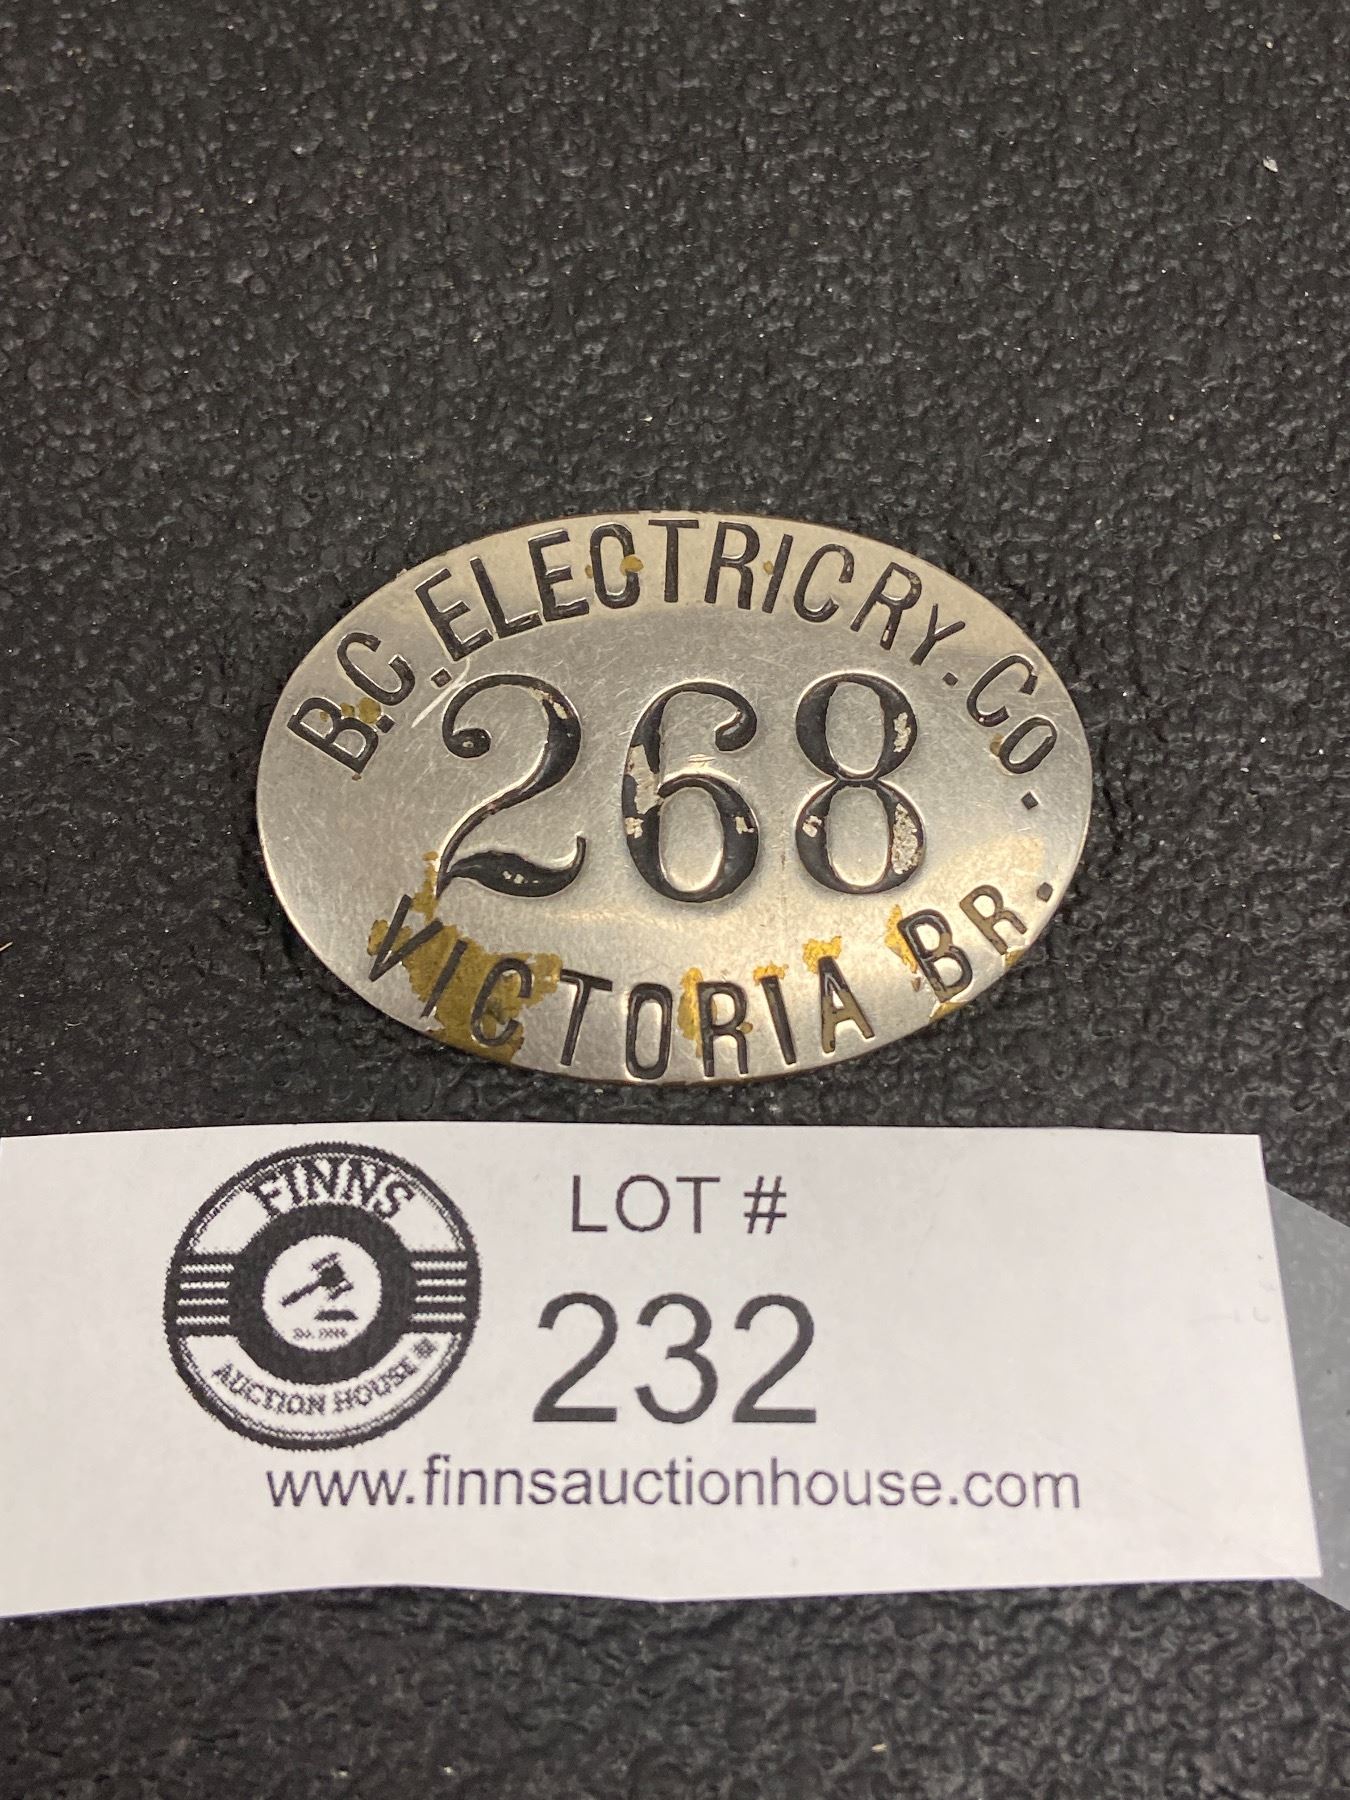 B.C. ELECTRIC RY. Co.
268
VICTORIA BR.
FINNS
AUCTION HOUSE
LOT #
232
www.finnsauctionhouse.com